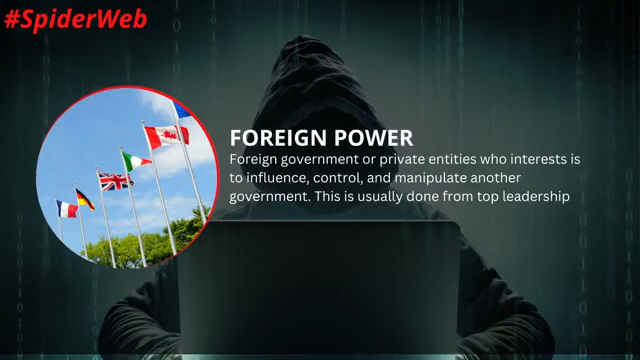 #SpiderWeb
FOREIGN POWER
Foreign government or private entities who interests is
to influence, control, and manipulate another
government. This is usually done from top leadership